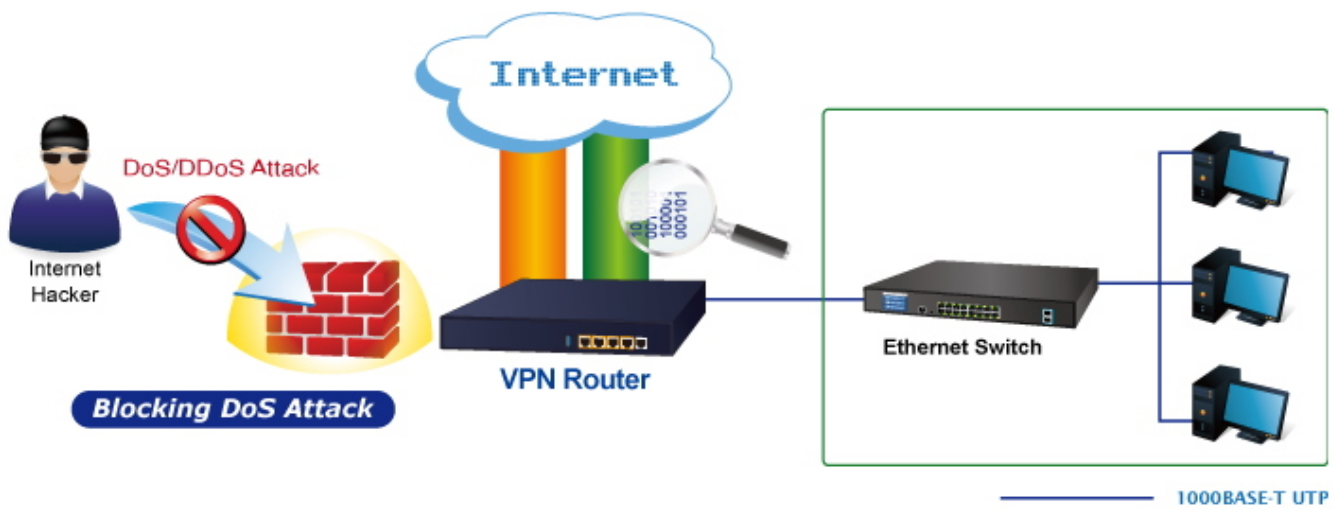 Internet
DoS/DDoS Attack
Internet
Hacker
Blocking DoS Attack
VPN Router
Ethernet Switch
1000BASE-T UTP